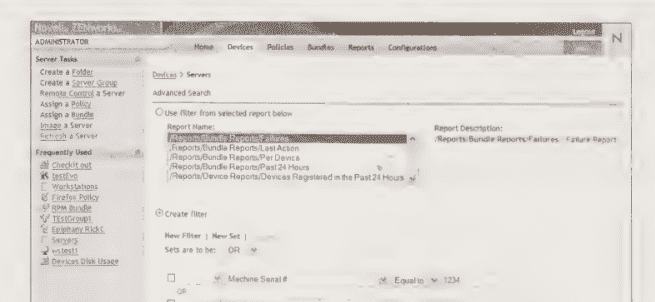 Novell ZENworks
Logout
N
ADMINISTRATOR
Home Devices Policies Bundles Reports Configurations
Server Tasks
Create a Folder
Create a Server Group
Remote Control a Server
Assign a Policy
Assign a Bundle
Image a Server
Refresh a Server
Frequently Used
Checkit out
testEvo
Workstations
Firefox Policy
RPM Bundle
TEstGroup1
Epiphany RickC
Servers
wstest1
Devices Disk Usage
Devices > Servers
Advanced Search
Use filter from selected report below
Report Name:
/Reports/Bundle Reports/Failures
/Reports/Bundle Reports/Last Action
/Reports/Bundle Reports/Per Device
/Reports/Bundle Reports/Past 24 Hours
/Reports/Device Reports/Devices Registered in the Past 24 Hours
Report Description:
/Reports/Bundle Reports/Failures Failure Report
Create filter
New Filter | New Set |
Sets are to be: OR
Machine Serial # Equal to 1234
OR